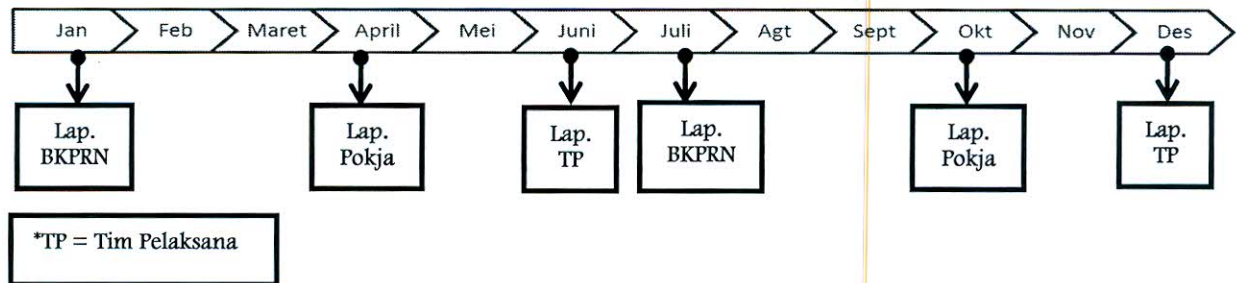 Jan Feb Maret April Mei Juni Juli Agt Sept Okt Nov Des
Lap.
BKPRN
Lap.
Pokja
Lap.
TP
Lap.
BKPRN
Lap.
Pokja
Lap.
TP
*TP = Tim Pelaksana